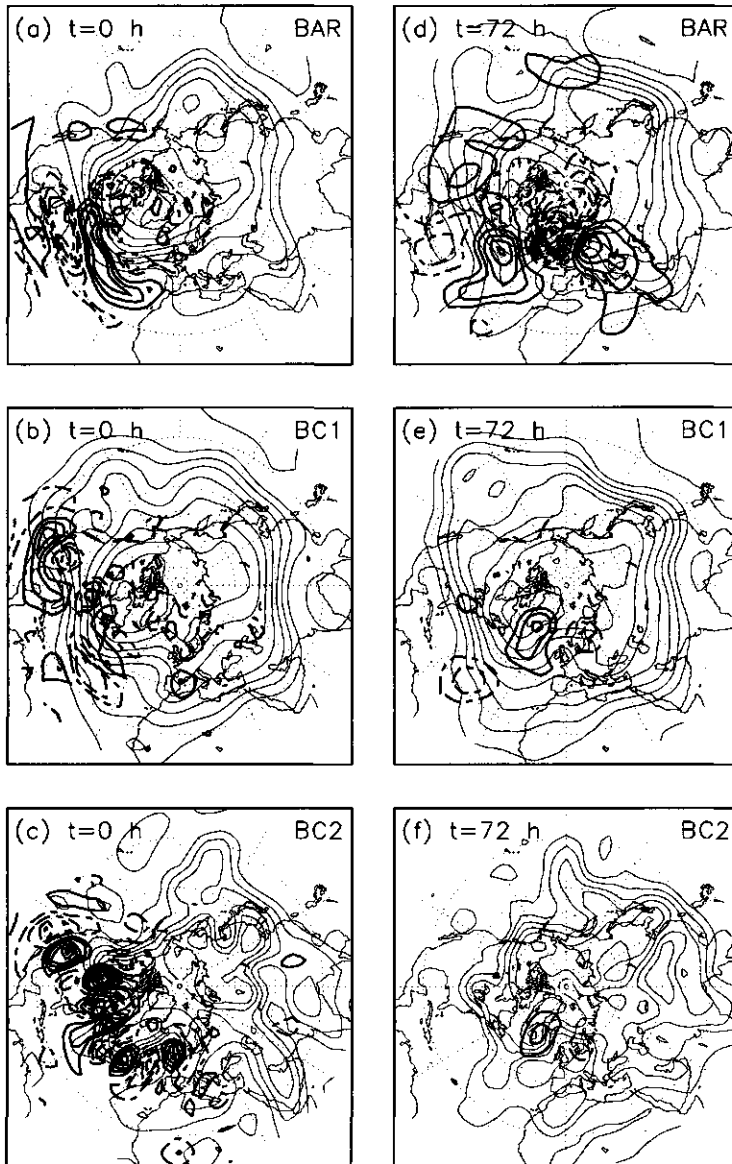 (a) t=0 h BAR
(d) t=72 h BAR
(b) t=0 h BC1
(e) t=72 h BC1
(c) t=0 h BC2
(f) t=72 h BC2